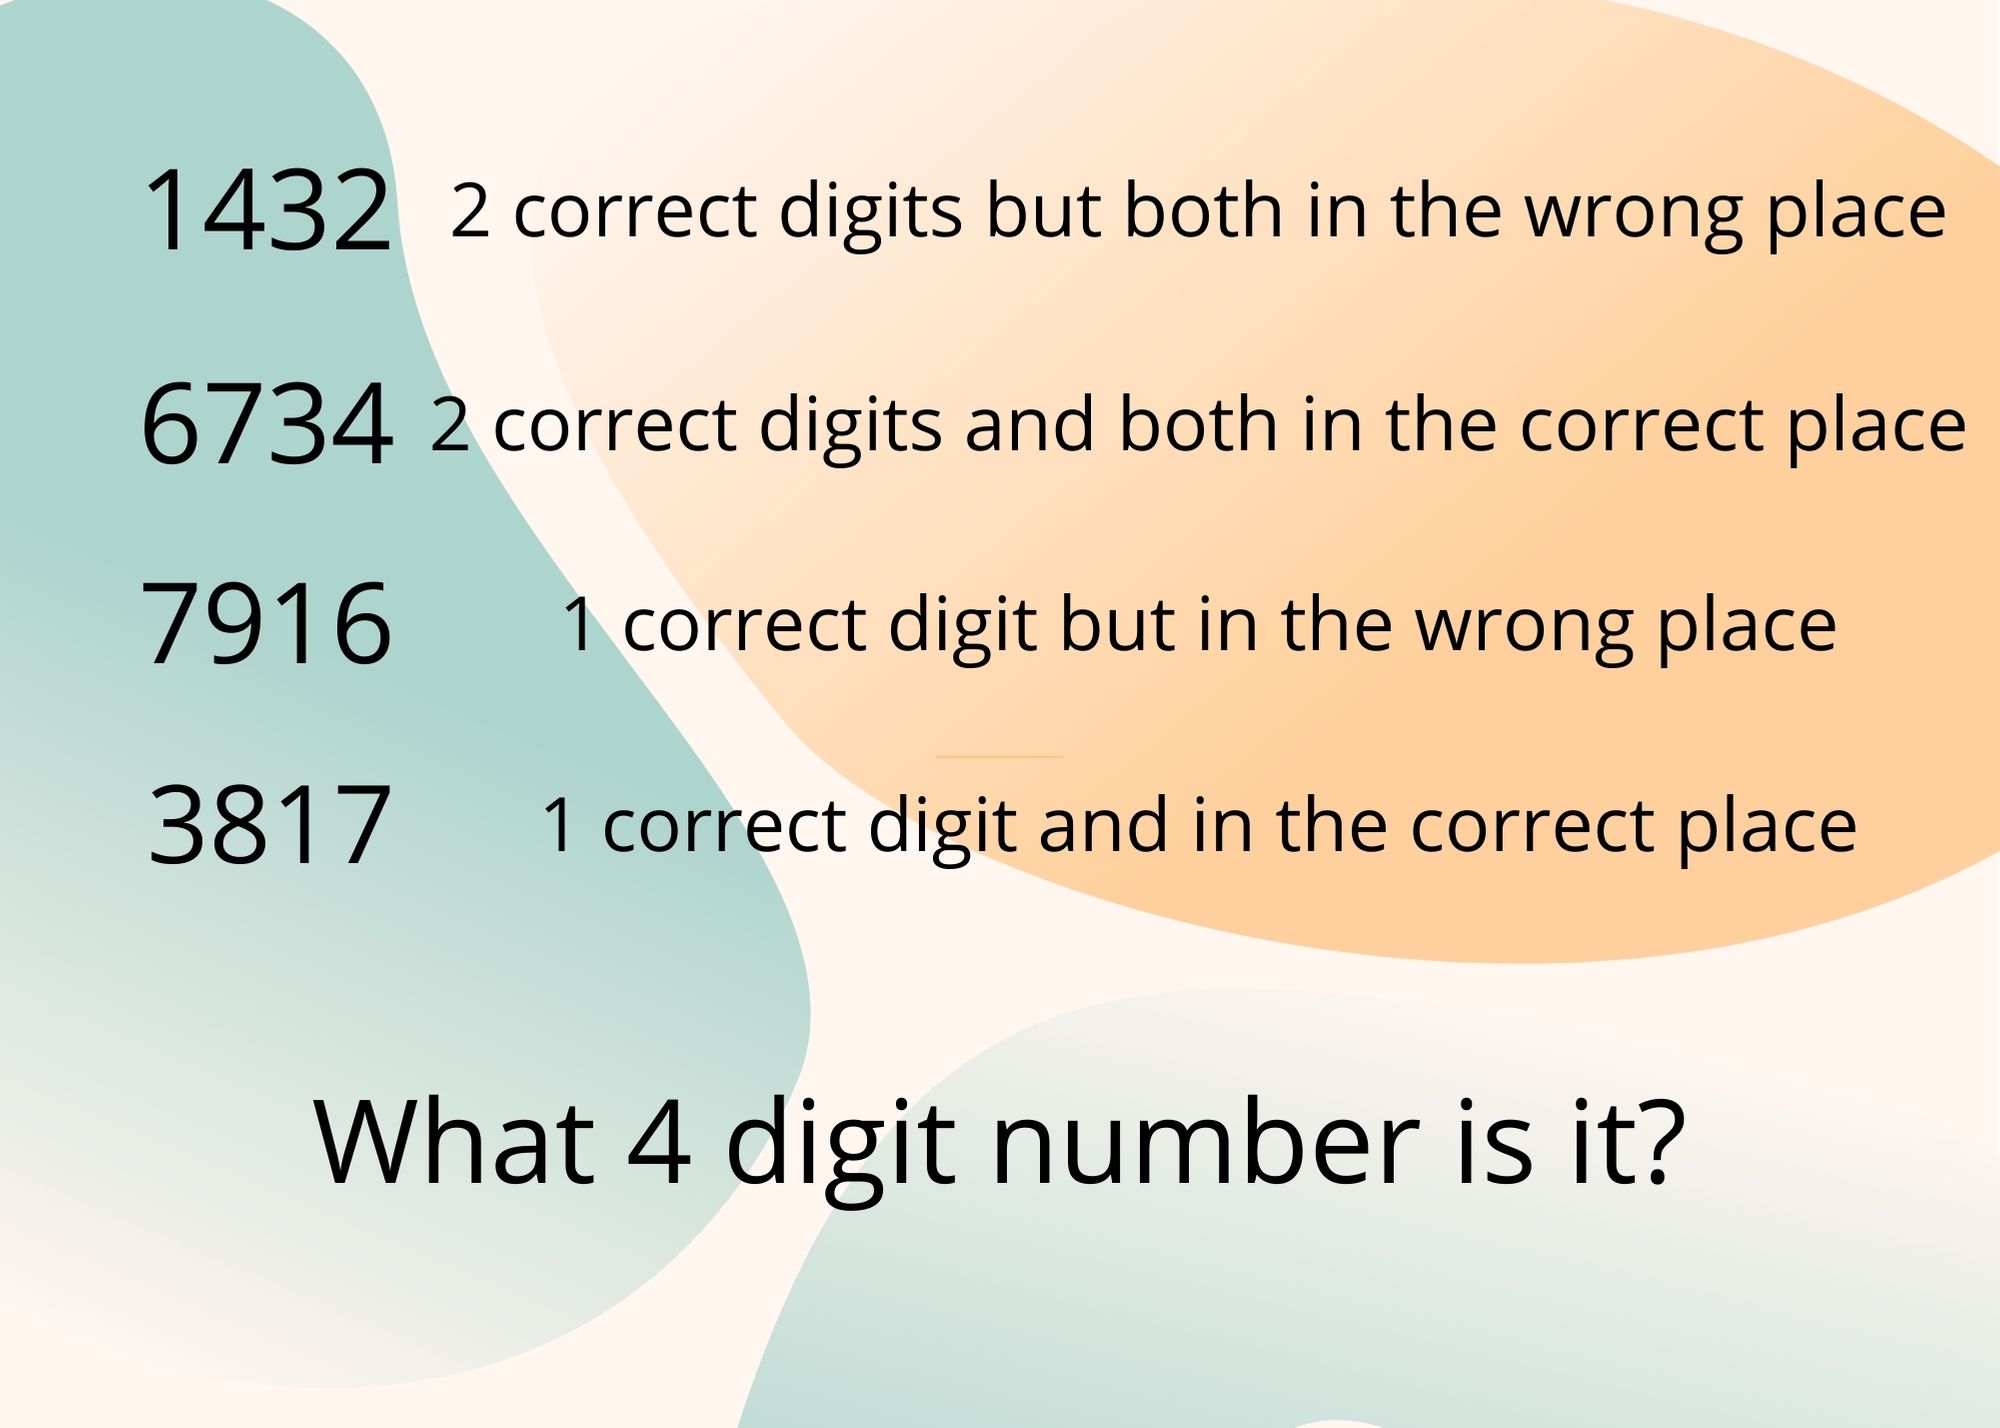 1432 2 correct digits but both in the wrong place
6734 2 correct digits and both in the correct place
7916 1 correct digit but in the wrong place
3817 1 correct digit and in the correct place
What 4 digit number is it?